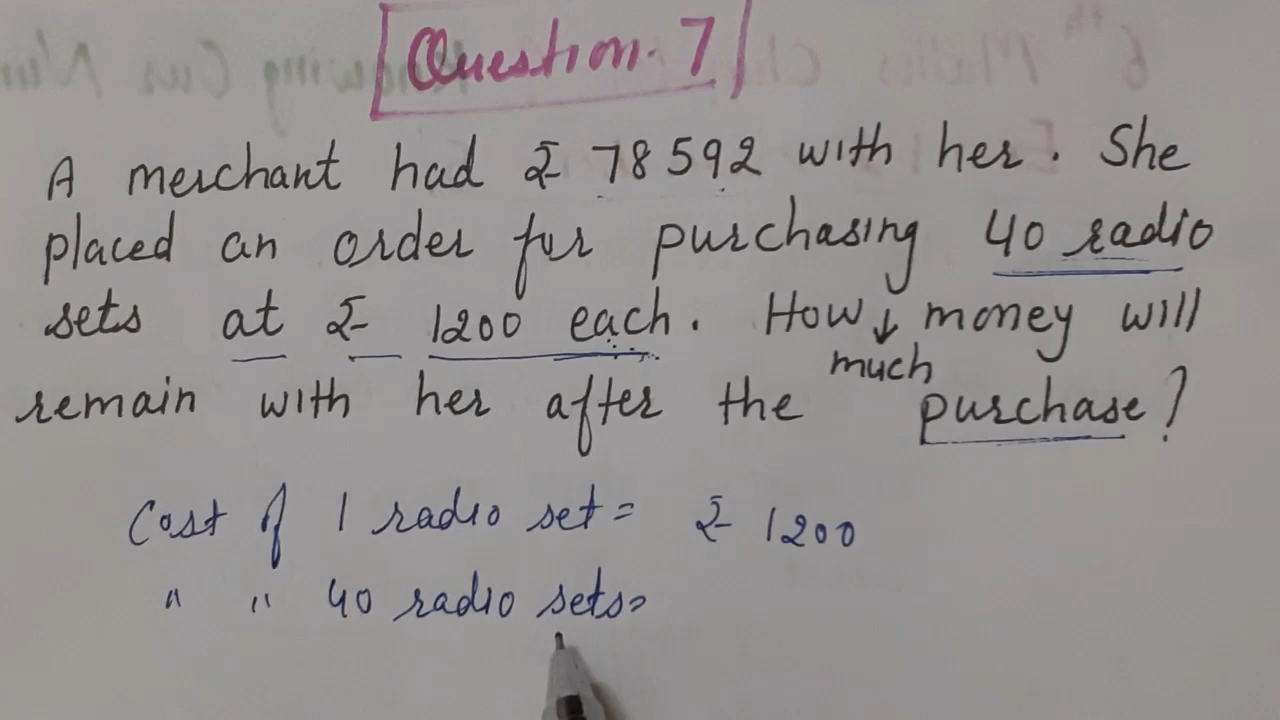 Question. 7
A merchant had ₹ 78592 with her. She
placed an order for purchasing 40 radio
sets at ₹ 1200 each. How ↓ money will
much
remain with her after the purchase?
Cost of 1 radio set = ₹ 1200
" " 40 radio sets=